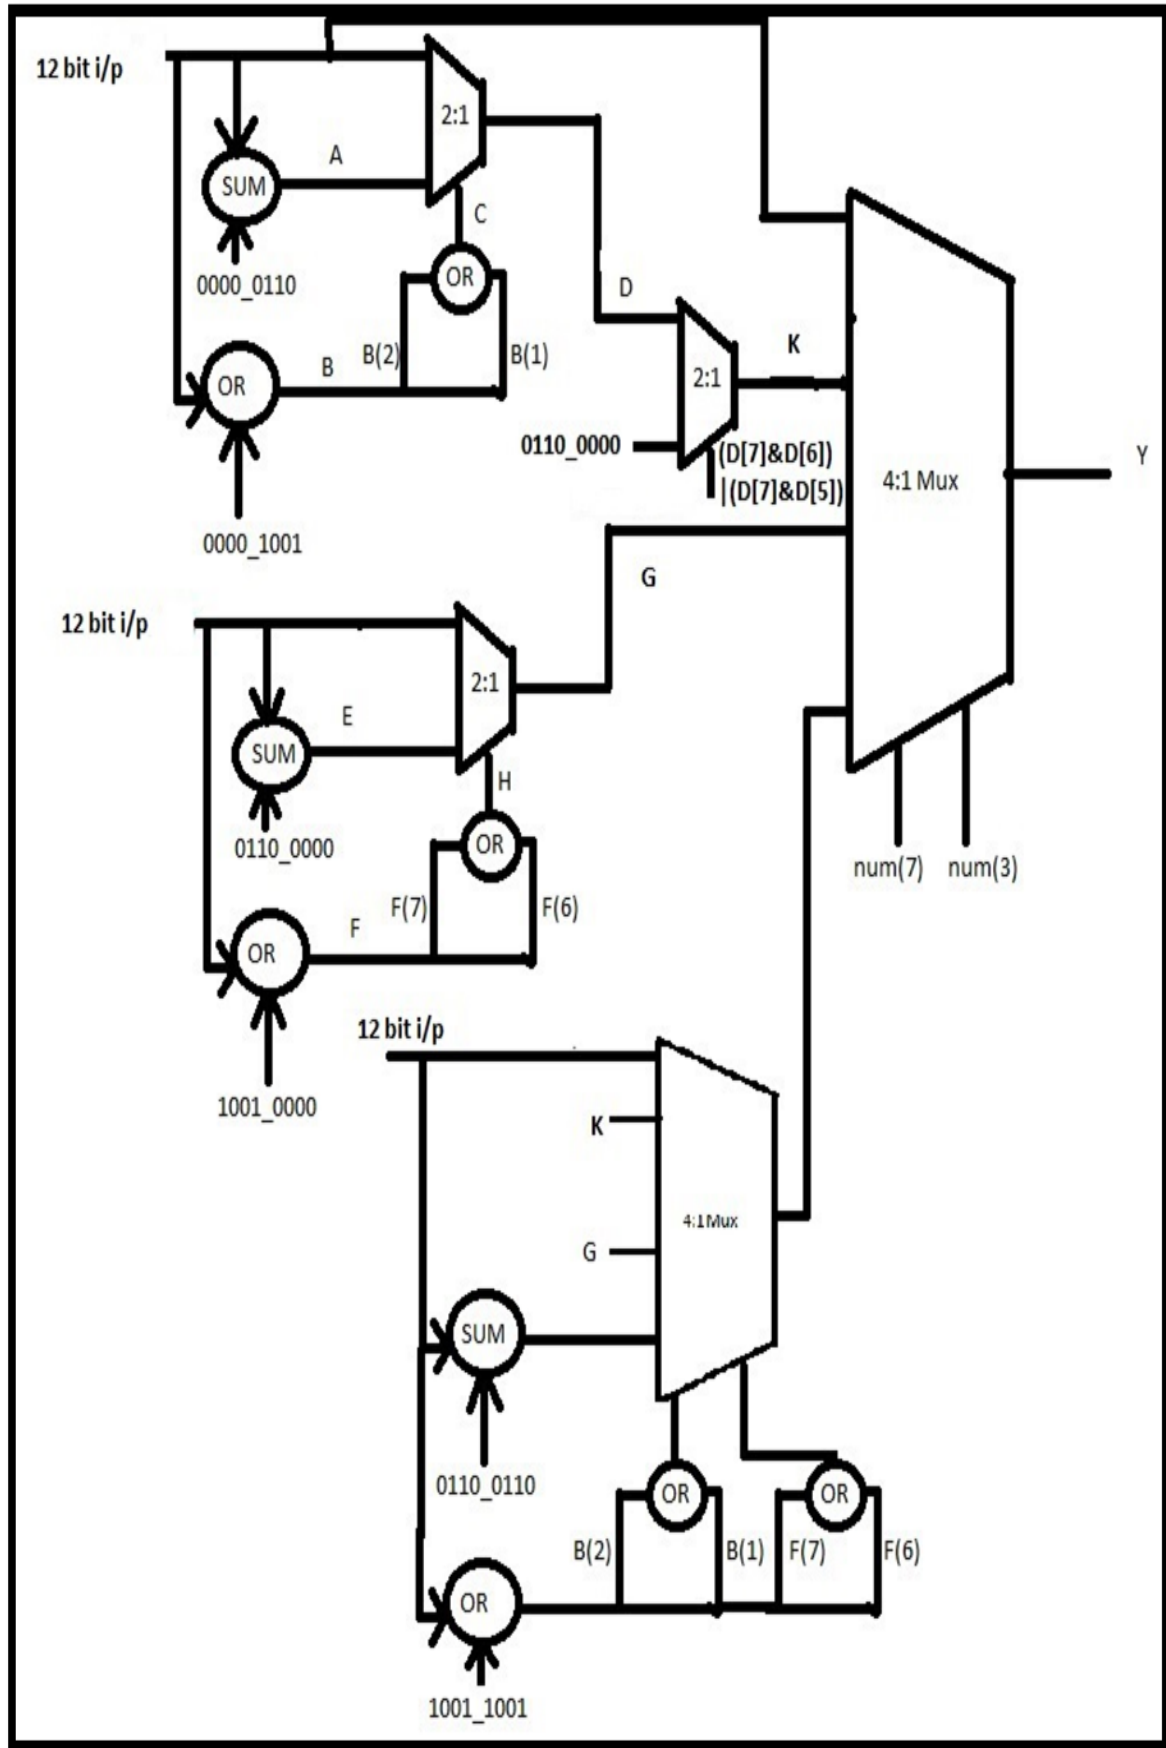 12 bit i/p
2:1
A
SUM
C
0000_0110
OR
D
B(2)
B(1)
B
OR
K
2:1
0110_0000
(D[7]&D[6])
|(D[7]&D[5])
4:1 Mux
Y
0000_1001
G
12 bit i/p
2:1
E
SUM
H
0110_0000
OR
num(7)
num(3)
F(7)
F(6)
F
OR
12 bit i/p
1001_0000
K
4:1Mux
G
SUM
0110_0110
OR
OR
B(2)
B(1)
F(7)
F(6)
OR
1001_1001